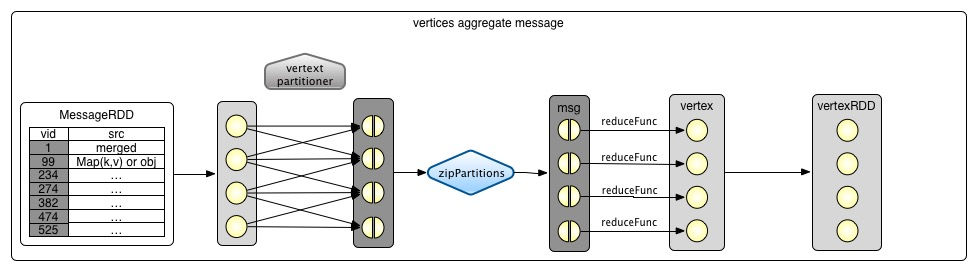 vertices aggregate message
vertext
partitioner
MessageRDD
vid src
1 merged
99 Map(k,v) or obj
234 ...
274 ...
382 ...
474 ...
525 ...
zipPartitions
msg
reduceFunc
reduceFunc
reduceFunc
reduceFunc
vertex
vertexRDD